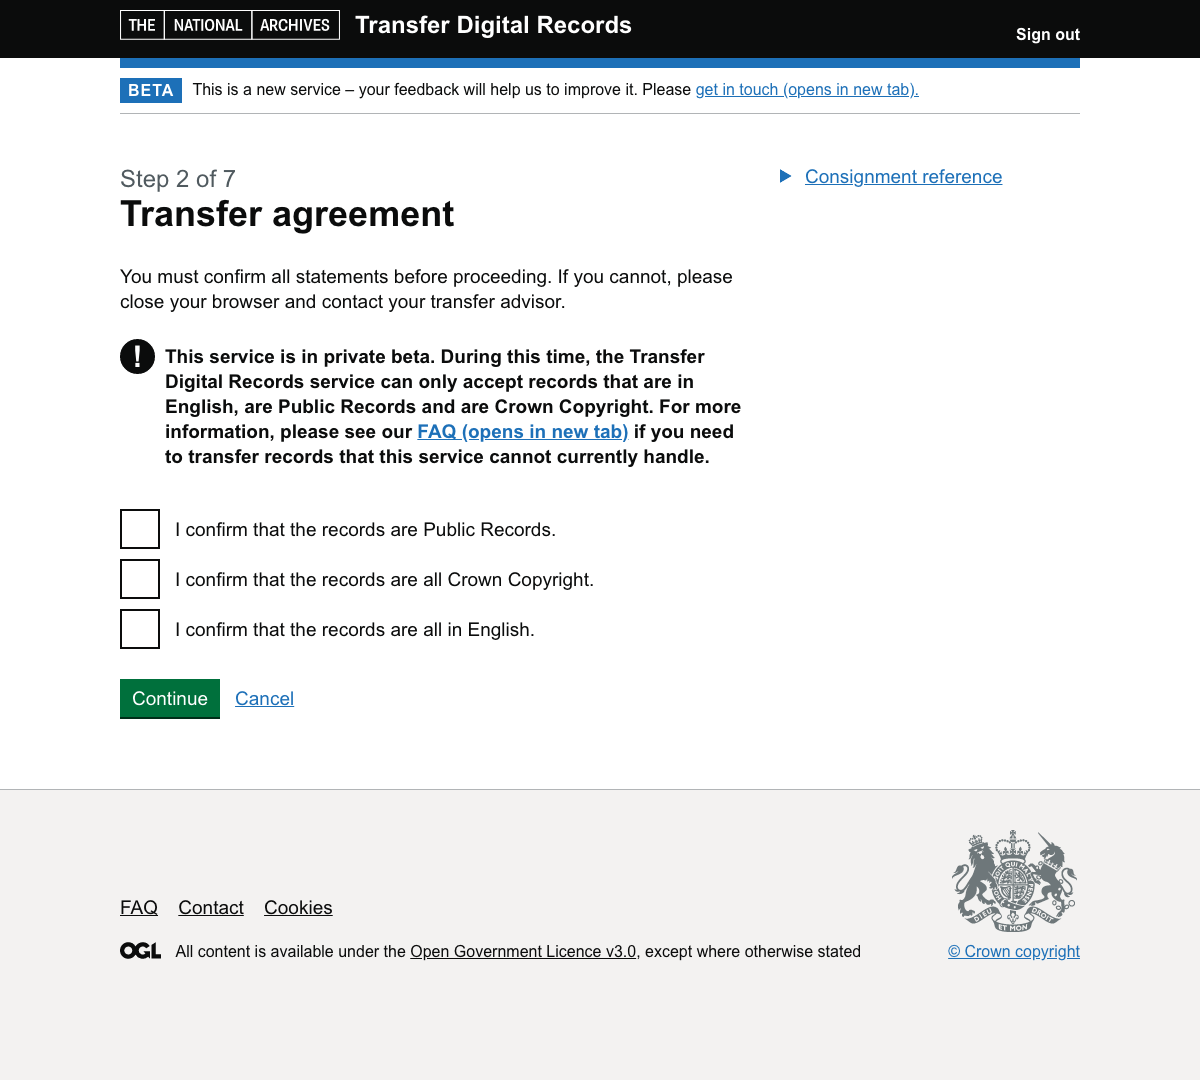 THE NATIONAL ARCHIVES Transfer Digital Records
Sign out
BETA This is a new service – your feedback will help us to improve it. Please get in touch (opens in new tab).
Step 2 of 7
Transfer agreement
Consignment reference
You must confirm all statements before proceeding. If you cannot, please
close your browser and contact your transfer advisor.
! This service is in private beta. During this time, the Transfer
Digital Records service can only accept records that are in
English, are Public Records and are Crown Copyright. For more
information, please see our FAQ (opens in new tab) if you need
to transfer records that this service cannot currently handle.
I confirm that the records are Public Records.
I confirm that the records are all Crown Copyright.
I confirm that the records are all in English.
Continue Cancel
FAQ Contact Cookies
DIEU ET MON DROIT
OGL All content is available under the Open Government Licence v3.0, except where otherwise stated
© Crown copyright